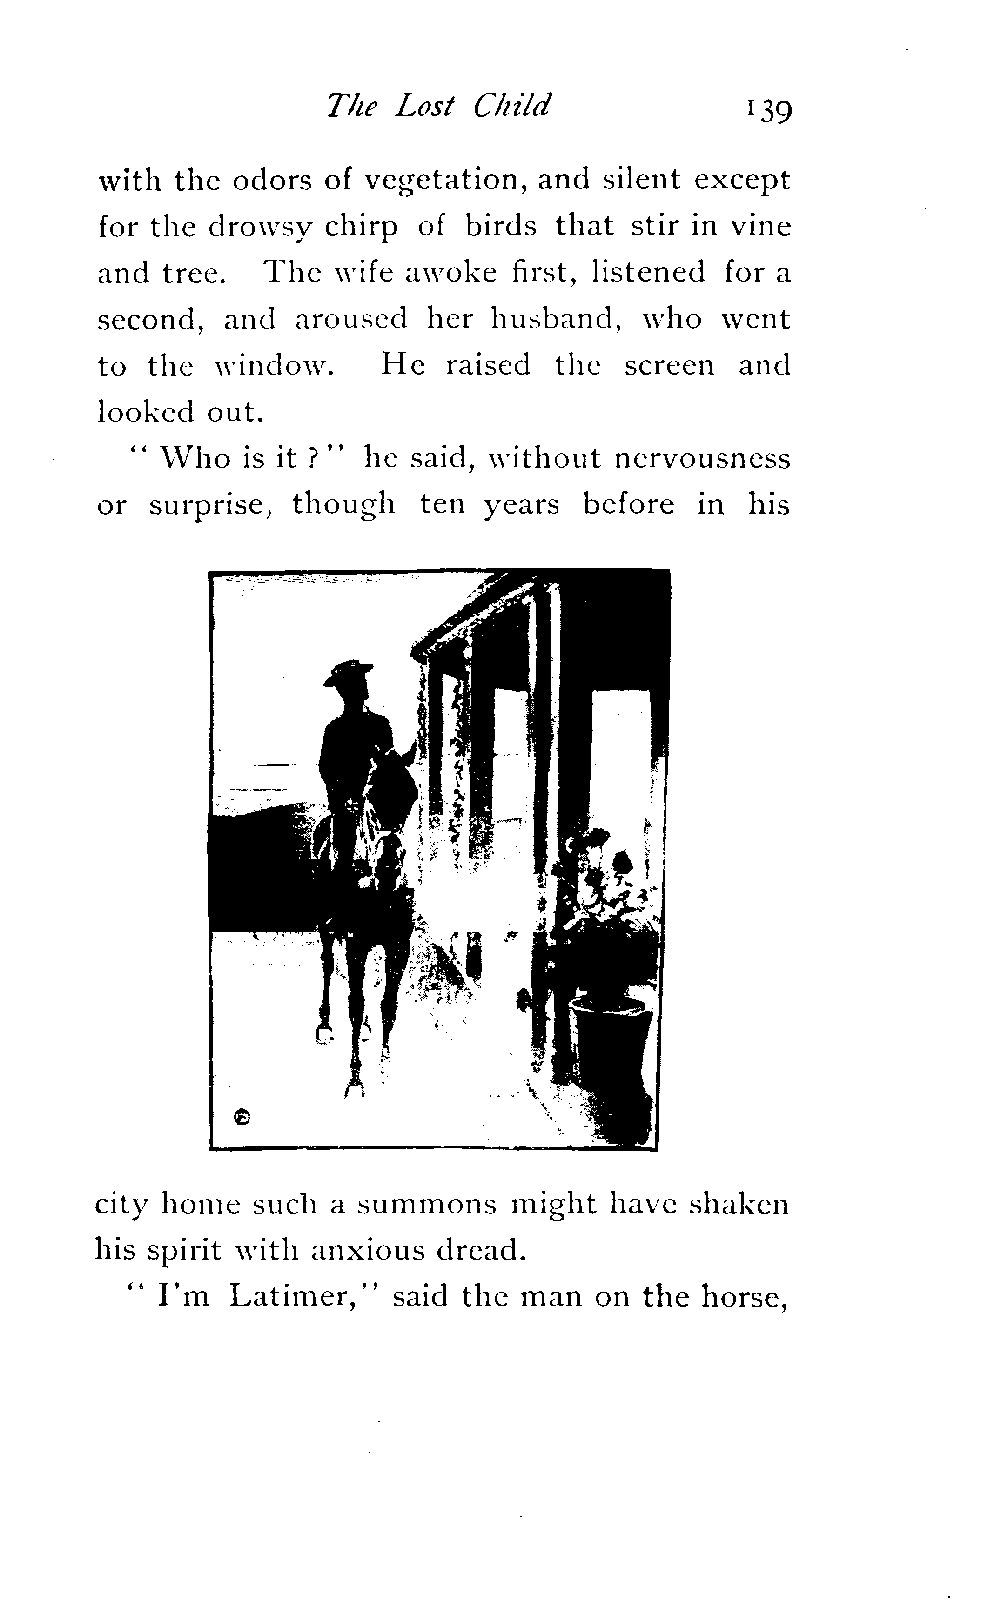 The Lost Child 139
with the odors of vegetation, and silent except
for the drowsy chirp of birds that stir in vine
and tree. The wife awoke first, listened for a
second, and aroused her husband, who went
to the window. He raised the screen and
looked out.
“ Who is it ?” he said, without nervousness
or surprise, though ten years before in his
city home such a summons might have shaken
his spirit with anxious dread.
“ I'm Latimer,” said the man on the horse,